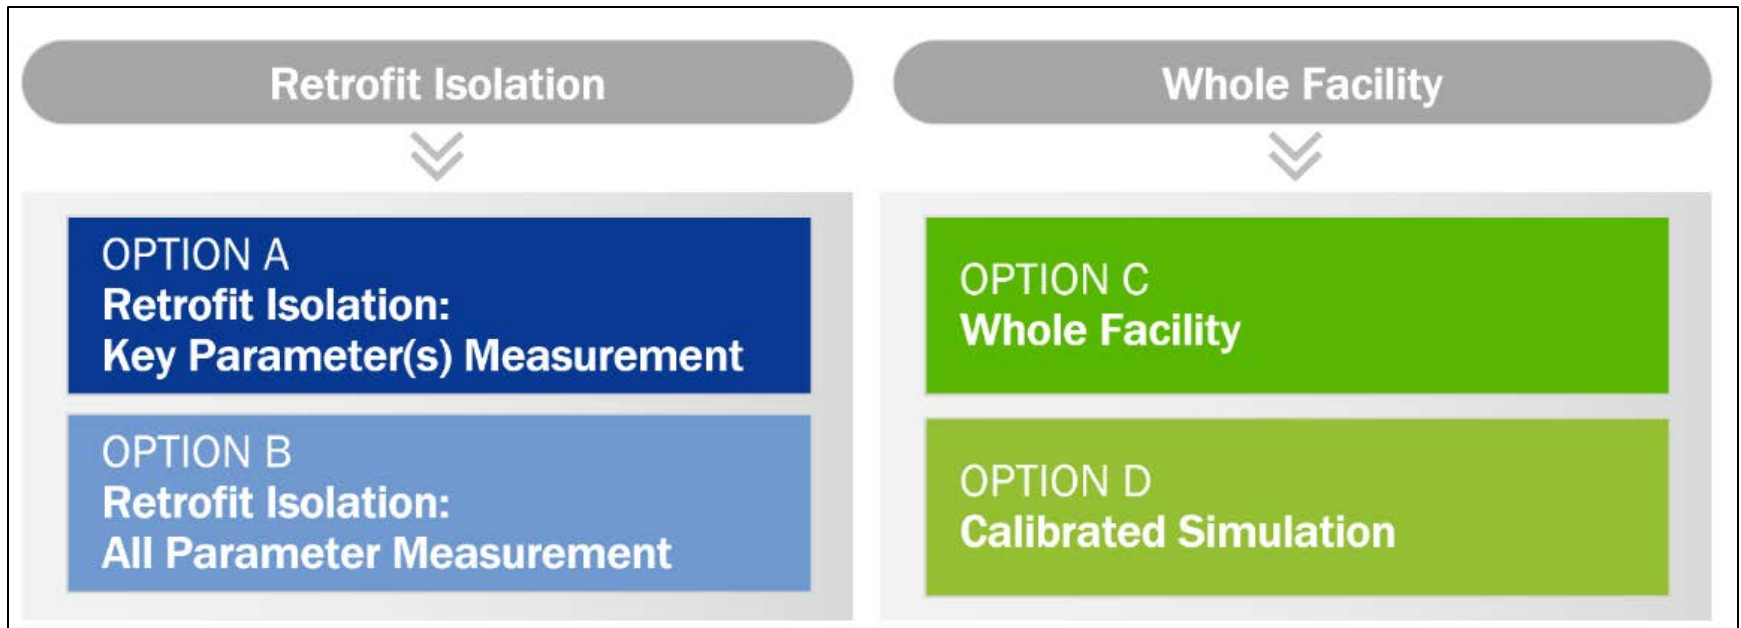 Retrofit Isolation
OPTION A
Retrofit Isolation:
Key Parameter(s) Measurement
OPTION B
Retrofit Isolation:
All Parameter Measurement
Whole Facility
OPTION C
Whole Facility
OPTION D
Calibrated Simulation